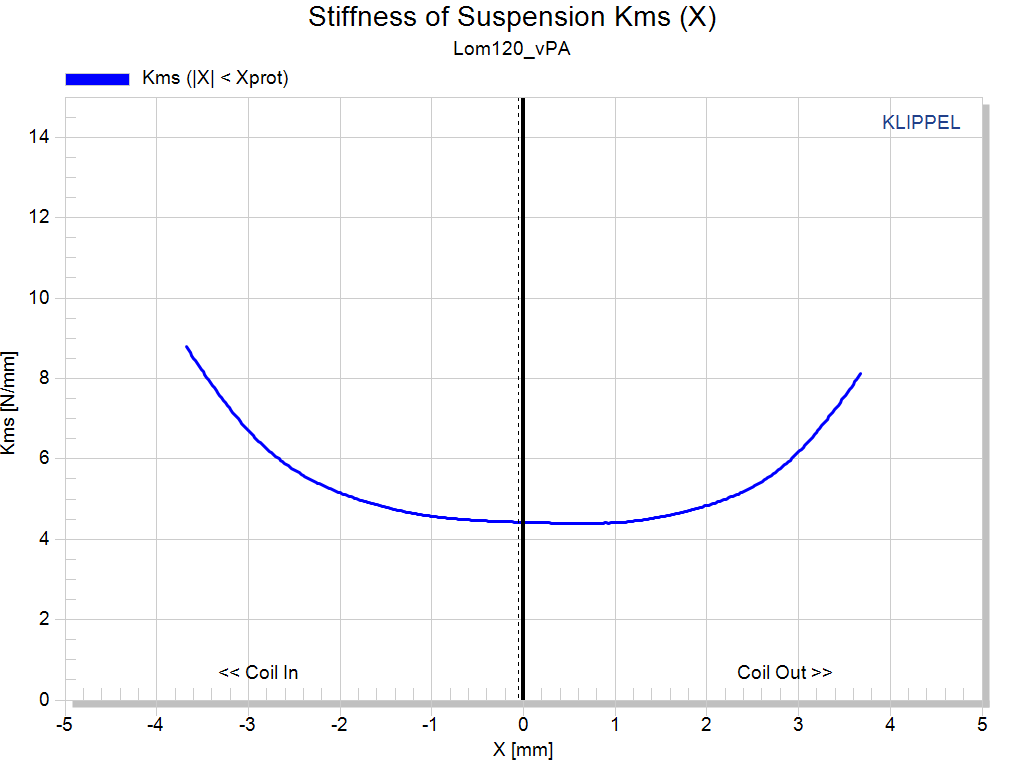 Stiffness of Suspension Kms (X)
Lom120_vPA
Kms (|X| < Xprot)
KLIPPEL
14
12
10
8
6
4
2
0
Kms [N/mm]
<< Coil In
Coil Out >>
-5 -4 -3 -2 -1 0 1 2 3 4 5
X [mm]